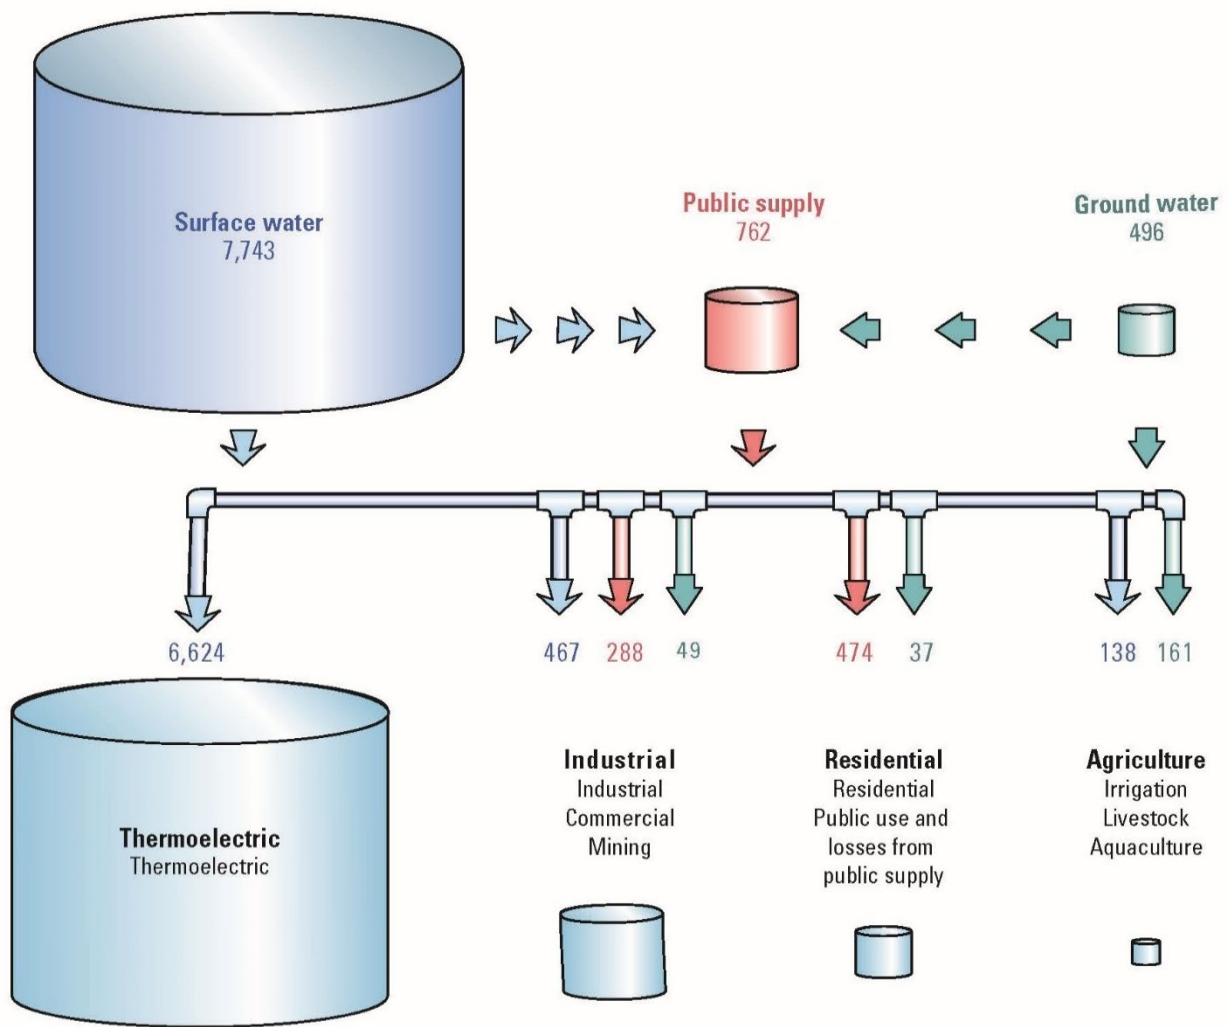 Surface water
7,743
Public supply
762
Ground water
496
6,624
467
288
49
474
37
138
161
Thermoelectric
Thermoelectric
Industrial
Industrial
Commercial
Mining
Residential
Residential
Public use and
losses from
public supply
Agriculture
Irrigation
Livestock
Aquaculture